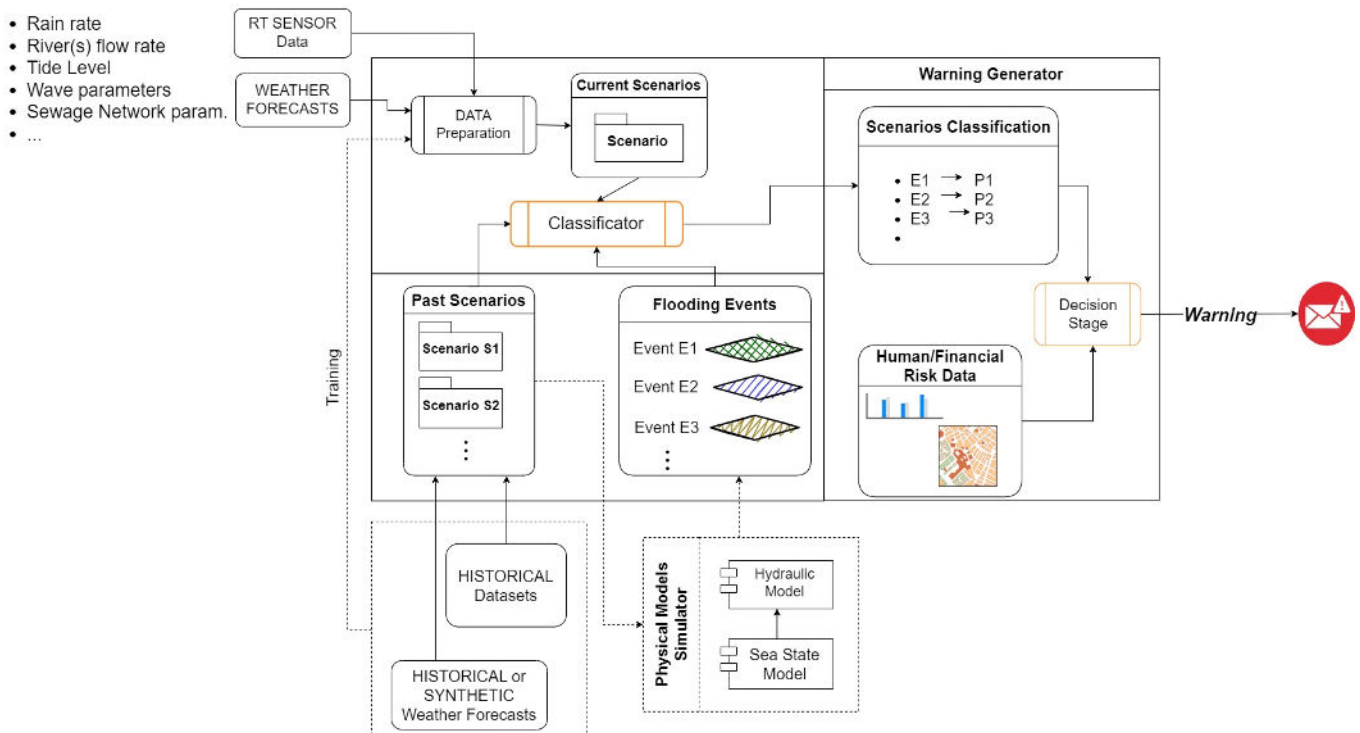 • Rain rate
• River(s) flow rate
• Tide Level
• Wave parameters
• Sewage Network param.
• ...
RT SENSOR
Data
WEATHER
FORECASTS
DATA
Preparation
Current Scenarios
Scenario
Classificator
Warning Generator
Scenarios Classification
• E1 → P1
• E2 → P2
• E3 → P3
•
Decision
Stage
Warning
Human/Financial
Risk Data
Past Scenarios
Scenario S1
Scenario S2
Flooding Events
Event E1
Event E2
Event E3
Training
HISTORICAL
Datasets
HISTORICAL or
SYNTHETIC
Weather Forecasts
Physical Models
Simulator
Hydraulic
Model
Sea State
Model